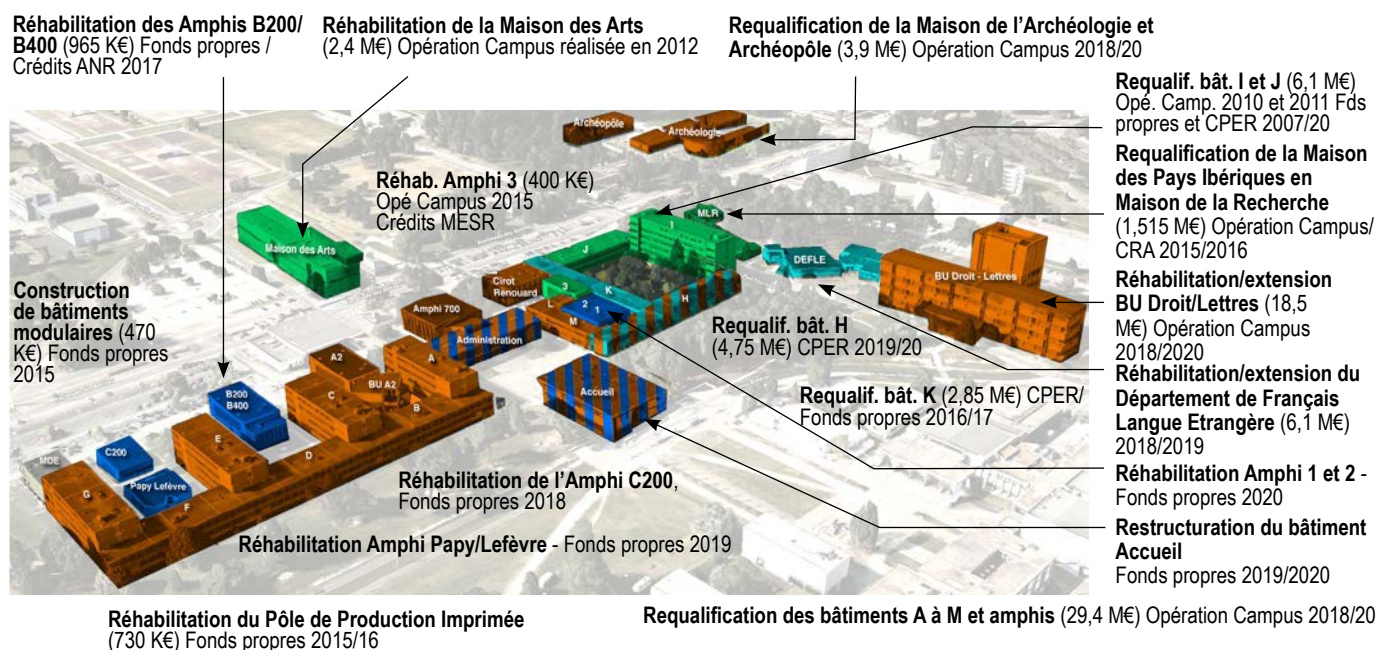 Réhabilitation des Amphis B200/
B400 (965 K€) Fonds propres /
Crédits ANR 2017
Réhabilitation de la Maison des Arts
(2,4 M€) Opération Campus réalisée en 2012
Requalification de la Maison de l'Archéologie et
Archéopôle (3,9 M€) Opération Campus 2018/20
Requalif. bât. I et J (6,1 M€)
Opé. Camp. 2010 et 2011 Fds
propres et CPER 2007/20
Requalification de la Maison
des Pays Ibériques en
Maison de la Recherche
(1,515 M€) Opération Campus/
CRA 2015/2016
Réhabilitation/extension
BU Droit/Lettres (18,5
M€) Opération Campus
2018/2020
Réhabilitation/extension du
Département de Français
Langue Etrangère (6,1 M€)
2018/2019
Réhabilitation Amphi 1 et 2 -
Fonds propres 2020
Restructuration du bâtiment
Accueil
Fonds propres 2019/2020
Réhab. Amphi 3 (400 K€)
Opé Campus 2015
Crédits MESR
Construction
de bâtiments
modulaires (470
K€) Fonds propres
2015
Requalif. bât. H
(4,75 M€) CPER 2019/20
Requalif. bât. K (2,85 M€) CPER/
Fonds propres 2016/17
Réhabilitation de l'Amphi C200,
Fonds propres 2018
Réhabilitation Amphi Papy/Lefèvre - Fonds propres 2019
Réhabilitation du Pôle de Production Imprimée
(730 K€) Fonds propres 2015/16
Requalification des bâtiments A à M et amphis (29,4 M€) Opération Campus 2018/20
Archéopôle
Archéologie
MLR
I
J
Maison des Arts
DEFLE
BU Droit - Lettres
Cirot
Renouard
K
H
3
2
1
L
M
Amphi 700
Administration
A2
A
BU A2
C
B
Accueil
B200
B400
E
D
C200
MDE
Papy Lefèvre
G
F